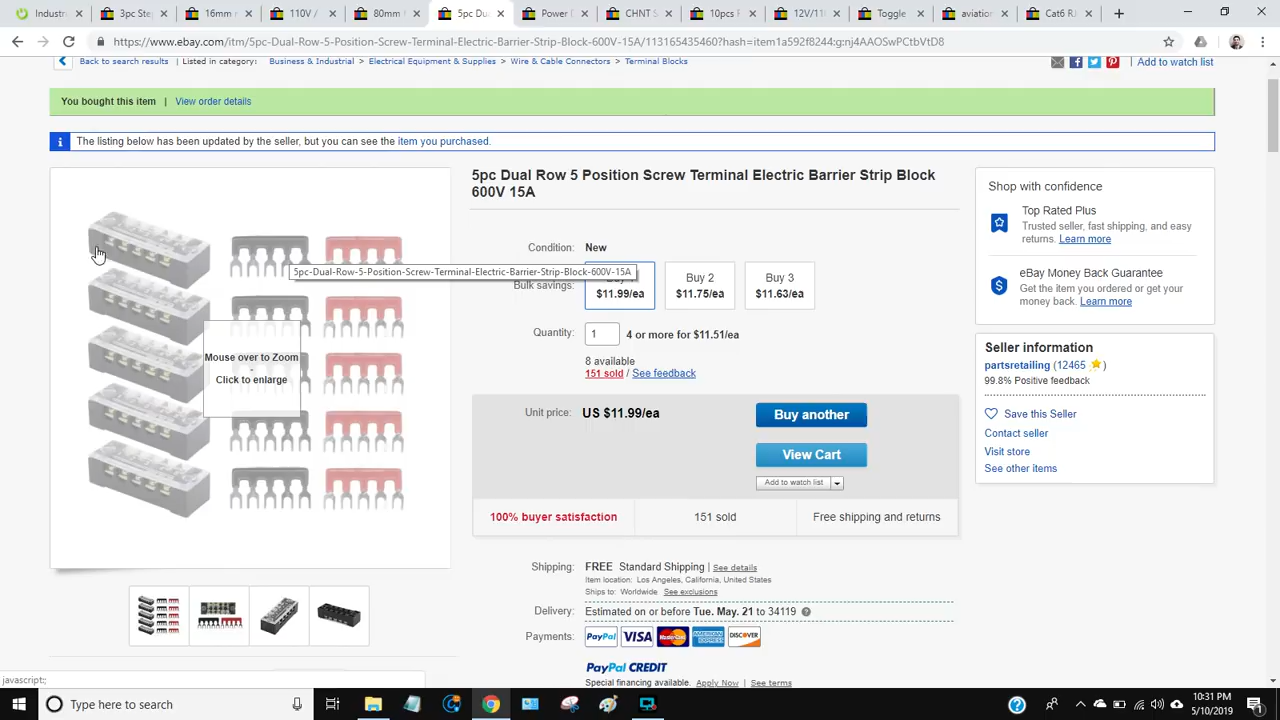 Industri
3pc Step
16mm
110V /
80mm
5pc Du
Power
CHNT S
10pcs
12V/11
Toggle
aviation
Cat6 RJ
https://www.ebay.com/itm/5pc-Dual-Row-5-Position-Screw-Terminal-Electric-Barrier-Strip-Block-600V-15A/113165435460?hash=item1a592f8244:g:nj4AAOSwPCtbVtD8
Back to search results | Listed in category: Business & Industrial > Electrical Equipment & Supplies > Wire & Cable Connectors > Terminal Blocks
| Add to watch list
You bought this item | View order details
The listing below has been updated by the seller, but you can see the item you purchased.
5pc Dual Row 5 Position Screw Terminal Electric Barrier Strip Block
600V 15A
Condition: New
5pc-Dual-Row-5-Position-Screw-Terminal-Electric-Barrier-Strip-Block-600V-15A
Bulk savings:
$11.99/ea
Buy 2
$11.75/ea
Buy 3
$11.63/ea
Quantity: 1 4 or more for $11.51/ea
8 available
151 sold / See feedback
Mouse over to Zoom
-
Click to enlarge
Unit price: US $11.99/ea
Buy another
View Cart
Add to watch list
100% buyer satisfaction
151 sold
Free shipping and returns
Shipping: FREE Standard Shipping | See details
Item location: Los Angeles, California, United States
Ships to: Worldwide See exclusions
Delivery: Estimated on or before Tue. May. 21 to 34119
Payments: PayPal VISA MasterCard AMERICAN EXPRESS DISCOVER
PayPal CREDIT
Special financing available. Apply Now | See terms
Shop with confidence
Top Rated Plus
Trusted seller, fast shipping, and easy
returns. Learn more
eBay Money Back Guarantee
Get the item you ordered or get your
money back. Learn more
Seller information
partsretailing (12465 )
99.8% Positive feedback
Save this Seller
Contact seller
Visit store
See other items
javascript:;
Type here to search
10:31 PM
5/10/2019